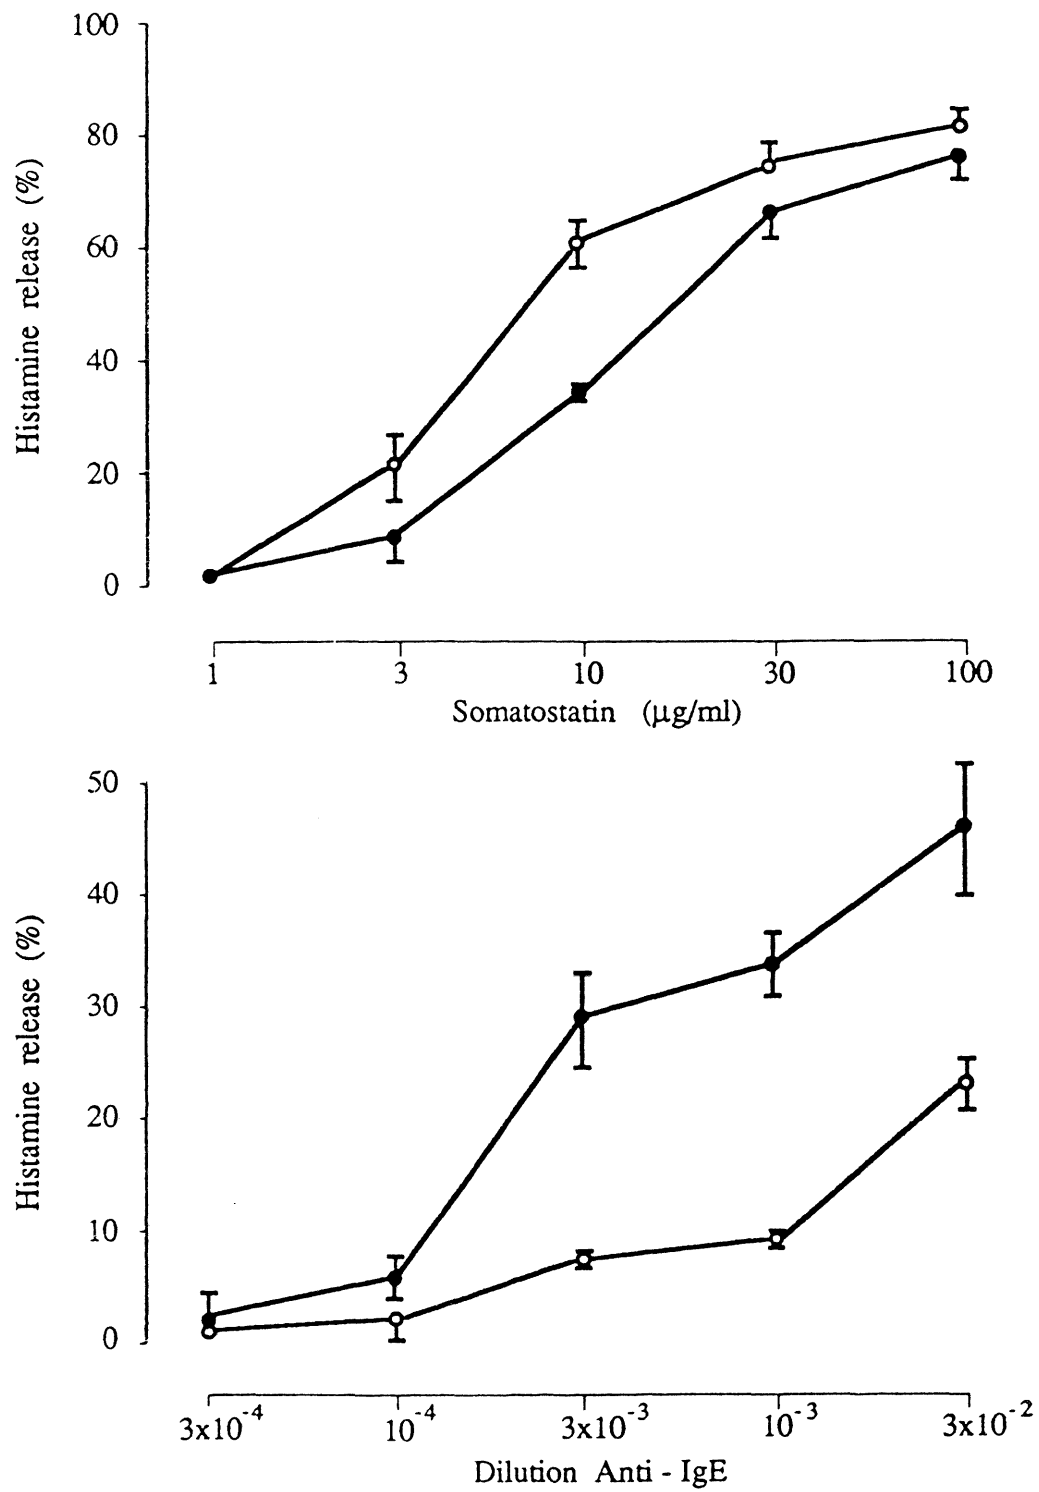 100
80
60
40
20
0
Histamine release (%)
1 3 10 30 100
Somatostatin (μg/ml)
50
40
30
20
10
0
Histamine release (%)
3x10⁻⁴ 10⁻⁴ 3x10⁻³ 10⁻³ 3x10⁻²
Dilution Anti - IgE